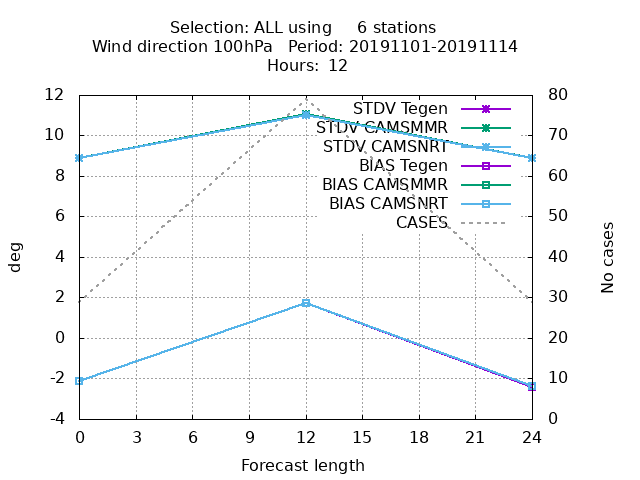 Selection: ALL using 6 stations
Wind direction 100hPa Period: 20191101-20191114
Hours: 12
12
10
8
6
4
2
0
-2
-4
deg
80
70
60
50
40
30
20
10
0
No cases
STDV Tegen
STDV CAMSMMR
STDV CAMSNRT
BIAS Tegen
BIAS CAMSMMR
BIAS CAMSNRT
CASES
0 3 6 9 12 15 18 21 24
Forecast length